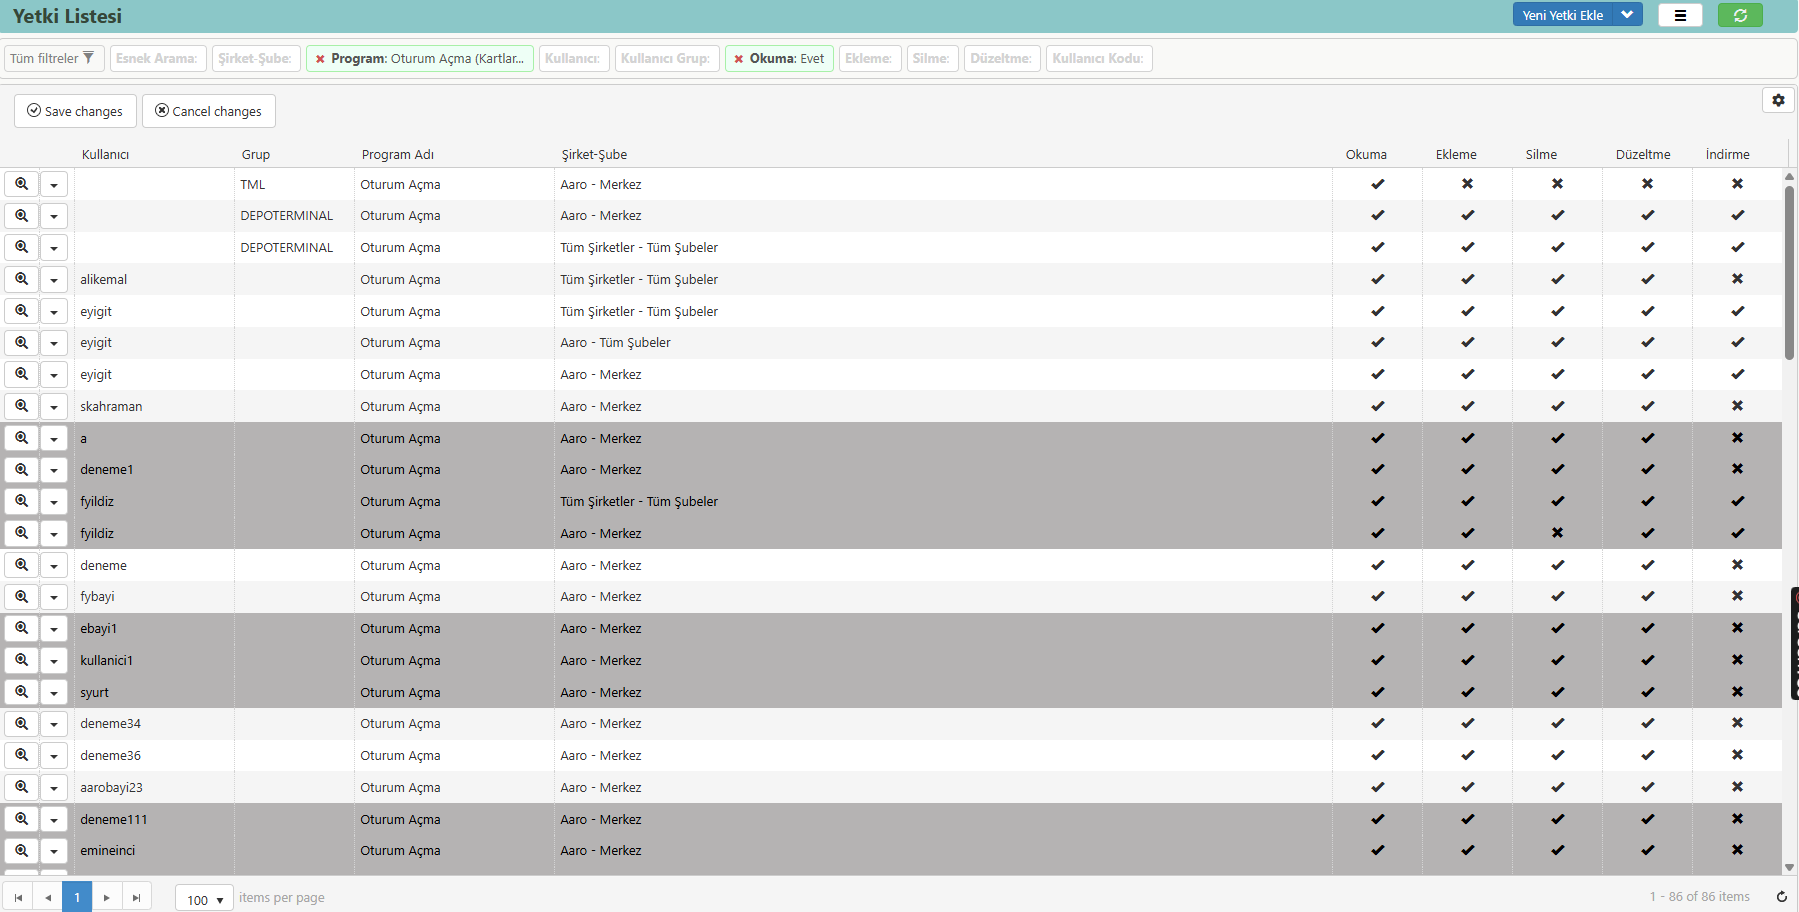 Yetki Listesi
Yeni Yetki Ekle
Tüm filtreler Esnek Arama: Şirket-Şube: Program: Oturum Açma (Kartlar... Kullanıcı: Kullanıcı Grup: Okuma: Evet Ekleme: Silme: Düzeltme: Kullanıcı Kodu:
Save changes Cancel changes
Kullanıcı Grup Program Adı Şirket-Şube Okuma Ekleme Silme Düzeltme İndirme
TML Oturum Açma Aaro - Merkez
DEPOTERMINAL Oturum Açma Aaro - Merkez
DEPOTERMINAL Oturum Açma Tüm Şirketler - Tüm Şubeler
alikemal Oturum Açma Tüm Şirketler - Tüm Şubeler
eyigit Oturum Açma Tüm Şirketler - Tüm Şubeler
eyigit Oturum Açma Aaro - Tüm Şubeler
eyigit Oturum Açma Aaro - Merkez
skahraman Oturum Açma Aaro - Merkez
a Oturum Açma Aaro - Merkez
deneme1 Oturum Açma Aaro - Merkez
fyildiz Oturum Açma Tüm Şirketler - Tüm Şubeler
fyildiz Oturum Açma Aaro - Merkez
deneme Oturum Açma Aaro - Merkez
fybayi Oturum Açma Aaro - Merkez
ebayi1 Oturum Açma Aaro - Merkez
kullanici1 Oturum Açma Aaro - Merkez
syurt Oturum Açma Aaro - Merkez
deneme34 Oturum Açma Aaro - Merkez
deneme36 Oturum Açma Aaro - Merkez
aarobayi23 Oturum Açma Aaro - Merkez
deneme111 Oturum Açma Aaro - Merkez
emineinci Oturum Açma Aaro - Merkez
1 100 items per page 1 - 86 of 86 items